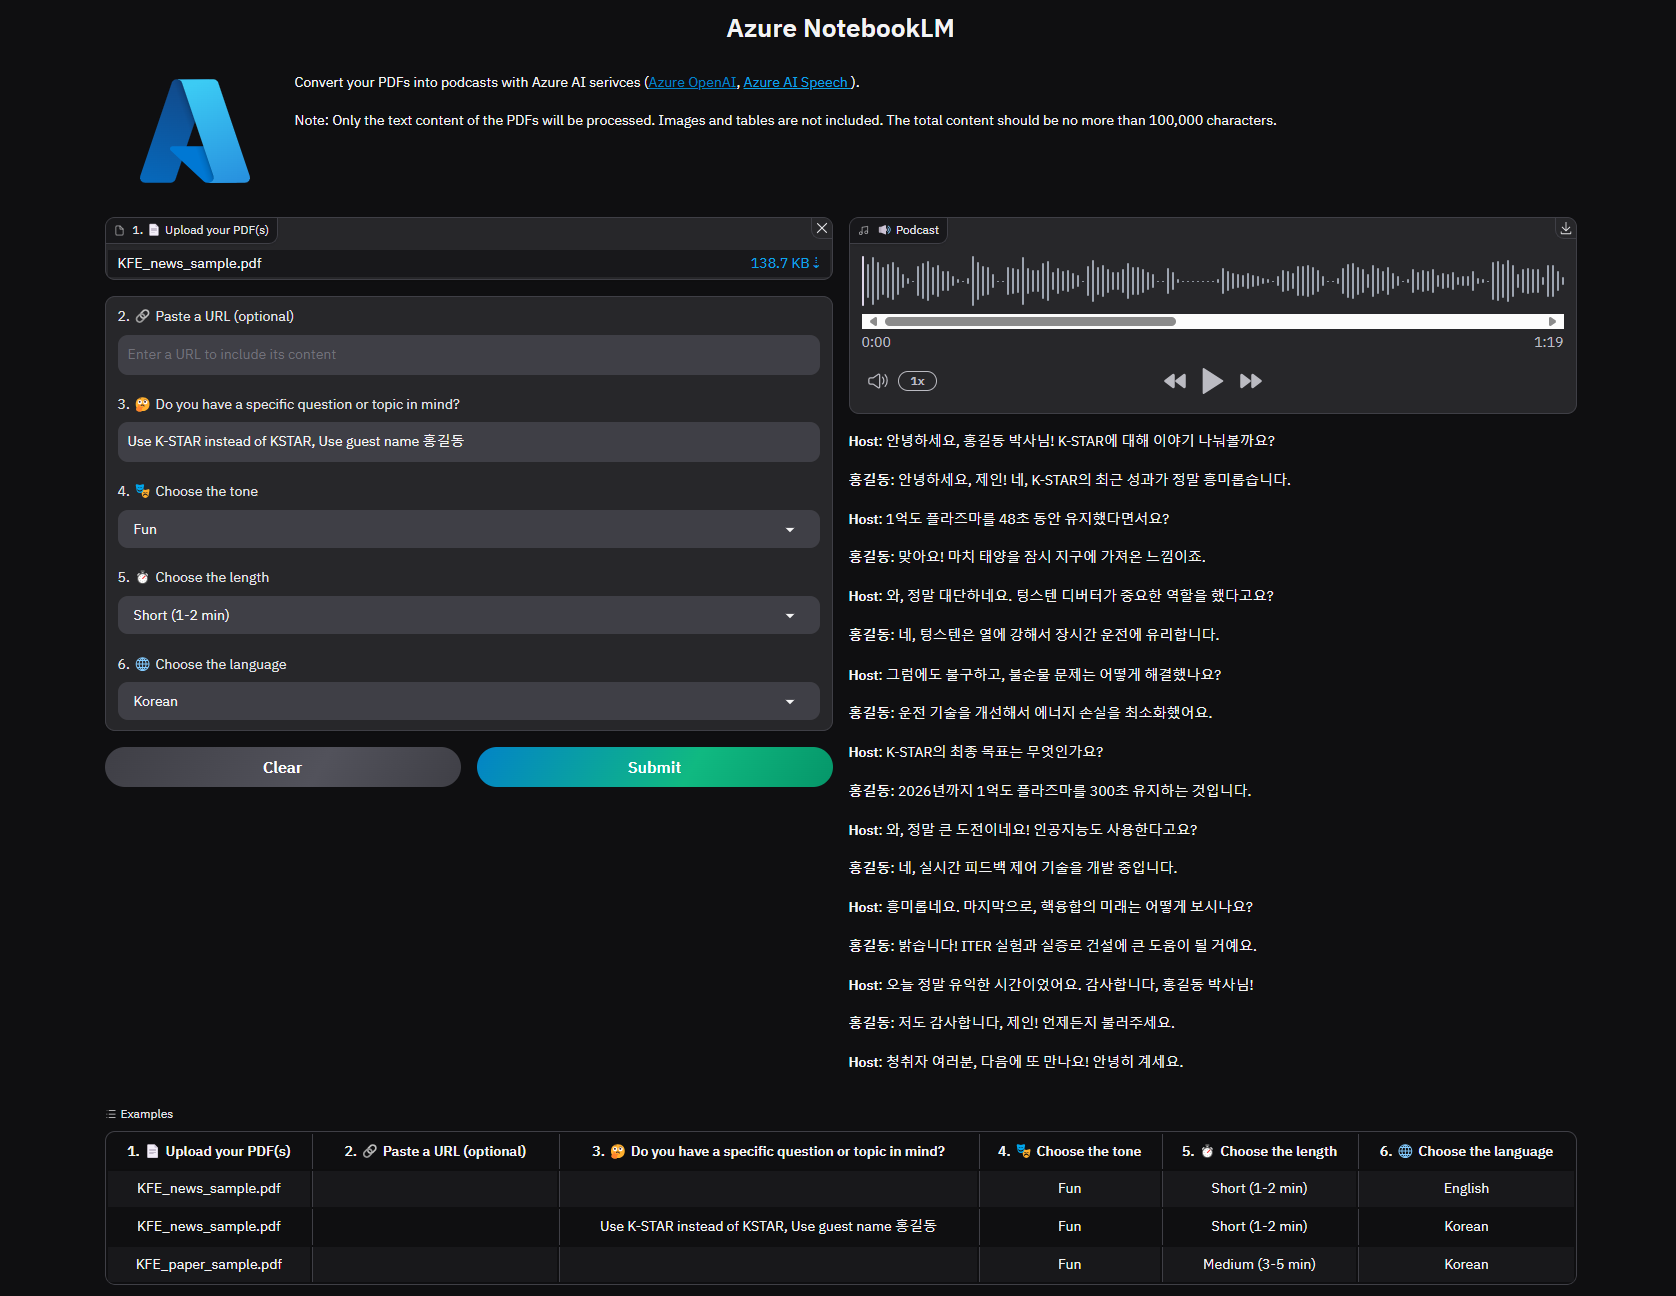 Azure NotebookLM
Convert your PDFs into podcasts with Azure AI serivces (Azure OpenAI, Azure AI Speech ).
Note: Only the text content of the PDFs will be processed. Images and tables are not included. The total content should be no more than 100,000 characters.
1. 📄 Upload your PDF(s)
KFE_news_sample.pdf 138.7 KB ⇣
2. 🔗 Paste a URL (optional)
Enter a URL to include its content
3. 🤔 Do you have a specific question or topic in mind?
Use K-STAR instead of KSTAR, Use guest name 홍길동
4. 🎭 Choose the tone
Fun
5. ⏱️ Choose the length
Short (1-2 min)
6. 🌐 Choose the language
Korean
Clear Submit
🔊 Podcast
0:00 1:19
1x
Host: 안녕하세요, 홍길동 박사님! K-STAR에 대해 이야기 나눠볼까요?
홍길동: 안녕하세요, 제인! 네, K-STAR의 최근 성과가 정말 흥미롭습니다.
Host: 1억도 플라즈마를 48초 동안 유지했다면서요?
홍길동: 맞아요! 마치 태양을 잠시 지구에 가져온 느낌이죠.
Host: 와, 정말 대단하네요. 텅스텐 디버터가 중요한 역할을 했다고요?
홍길동: 네, 텅스텐은 열에 강해서 장시간 운전에 유리합니다.
Host: 그럼에도 불구하고, 불순물 문제는 어떻게 해결했나요?
홍길동: 운전 기술을 개선해서 에너지 손실을 최소화했어요.
Host: K-STAR의 최종 목표는 무엇인가요?
홍길동: 2026년까지 1억도 플라즈마를 300초 유지하는 것입니다.
Host: 와, 정말 큰 도전이네요! 인공지능도 사용한다고요?
홍길동: 네, 실시간 피드백 제어 기술을 개발 중입니다.
Host: 흥미롭네요. 마지막으로, 핵융합의 미래는 어떻게 보시나요?
홍길동: 밝습니다! ITER 실험과 실증로 건설에 큰 도움이 될 거예요.
Host: 오늘 정말 유익한 시간이었어요. 감사합니다, 홍길동 박사님!
홍길동: 저도 감사합니다, 제인! 언제든지 불러주세요.
Host: 청취자 여러분, 다음에 또 만나요! 안녕히 계세요.
Examples
1. 📄 Upload your PDF(s) 2. 🔗 Paste a URL (optional) 3. 🤔 Do you have a specific question or topic in mind? 4. 🎭 Choose the tone 5. ⏱️ Choose the length 6. 🌐 Choose the language
KFE_news_sample.pdf Fun Short (1-2 min) English
KFE_news_sample.pdf Use K-STAR instead of KSTAR, Use guest name 홍길동 Fun Short (1-2 min) Korean
KFE_paper_sample.pdf Fun Medium (3-5 min) Korean